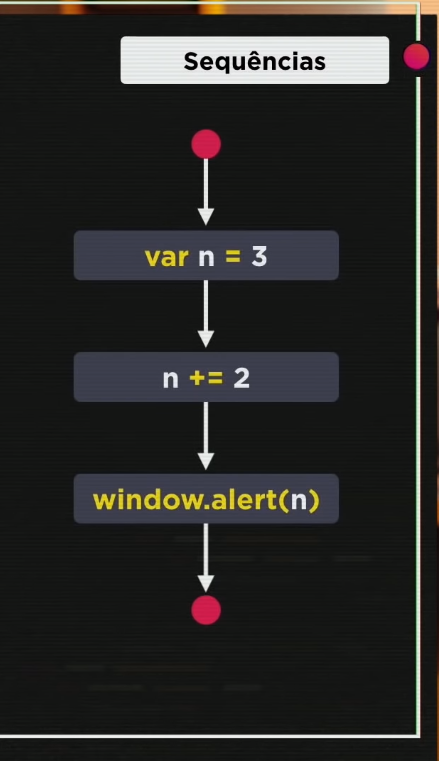 Sequências
var n = 3
n += 2
window.alert(n)